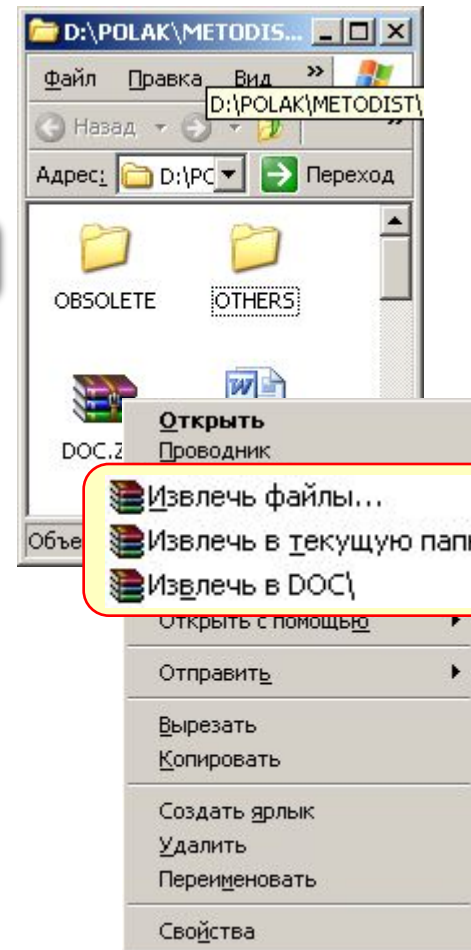 D:\POLAK\METODIS...
Файл Правка Вид »
D:\POLAK\METODIST\
Назад »
Адрес: D:\PC Переход
OBSOLETE OTHERS
DOC.Z
Открыть
Проводник
Извлечь файлы...
Объе
Извлечь в текущую пап
Извлечь в DOC\
Открыть с помощью
Отправить
Вырезать
Копировать
Создать ярлык
Удалить
Переименовать
Свойства